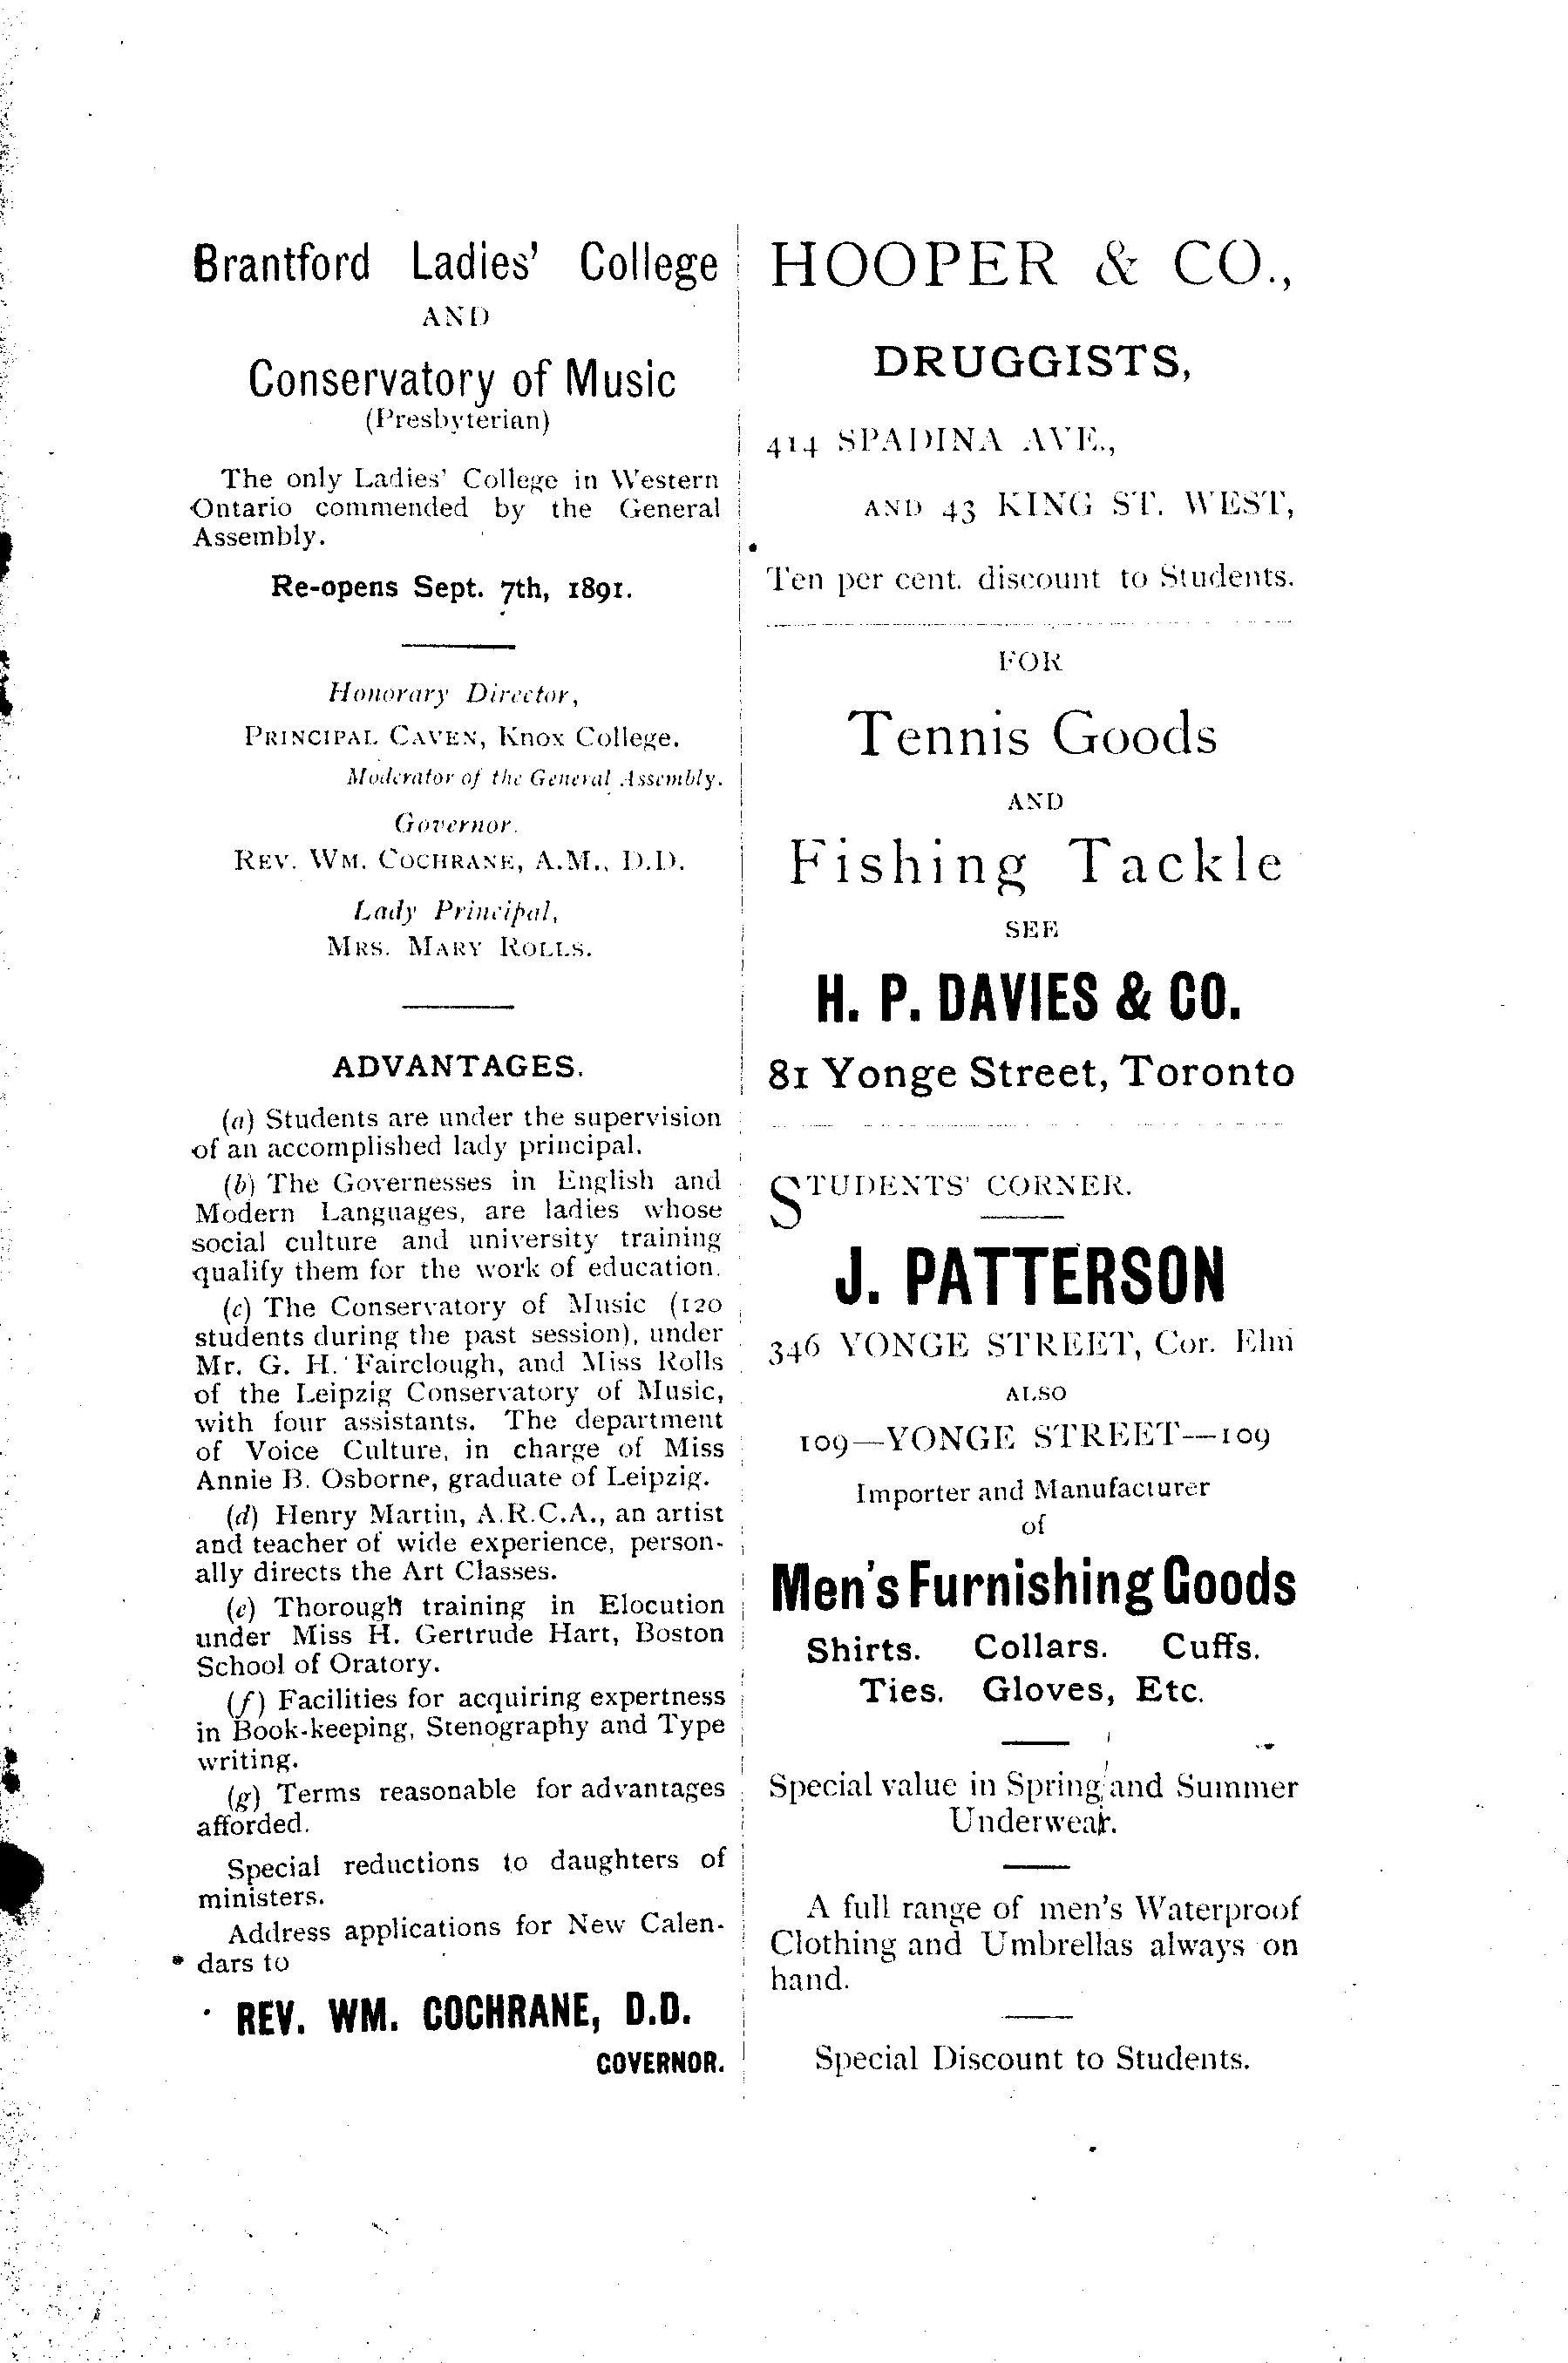 Brantford Ladies' College
AND
Conservatory of Music
(Presbyterian)
The only Ladies' College in Western
Ontario commended by the General
Assembly.
Re-opens Sept. 7th, 1891.
Honorary Director,
PRINCIPAL CAVEN, Knox College.
Moderator of the General Assembly.
Governor.
REV. WM. COCHRANE, A.M., D.D.
Lady Principal,
MRS. MARY ROLLS.
ADVANTAGES.
(a) Students are under the supervision
of an accomplished lady principal.
(b) The Governesses in English and
Modern Languages, are ladies whose
social culture and university training
qualify them for the work of education.
(c) The Conservatory of Music (120
students during the past session), under
Mr. G. H. Fairclough, and Miss Rolls
of the Leipzig Conservatory of Music,
with four assistants. The department
of Voice Culture, in charge of Miss
Annie B. Osborne, graduate of Leipzig.
(d) Henry Martin, A.R.C.A., an artist
and teacher of wide experience, person-
ally directs the Art Classes.
(e) Thorough training in Elocution
under Miss H. Gertrude Hart, Boston
School of Oratory.
(f) Facilities for acquiring expertness
in Book-keeping, Stenography and Type
writing.
(g) Terms reasonable for advantages
afforded.
Special reductions to daughters of
ministers.
Address applications for New Calen-
dars to
REV. WM. COCHRANE, D.D.
GOVERNOR.
HOOPER & CO.,
DRUGGISTS,
414 SPADINA AVE.,
AND 43 KING ST. WEST,
Ten per cent. discount to Students.
FOR
Tennis Goods
AND
Fishing Tackle
SEE
H. P. DAVIES & CO.
81 Yonge Street, Toronto
STUDENTS' CORNER.
J. PATTERSON
346 YONGE STREET, Cor. Elm
ALSO
109—YONGE STREET—109
Importer and Manufacturer
of
Men's Furnishing Goods
Shirts. Collars. Cuffs.
Ties. Gloves, Etc.
Special value in Spring and Summer
Underwear.
A full range of men's Waterproof
Clothing and Umbrellas always on
hand.
Special Discount to Students.